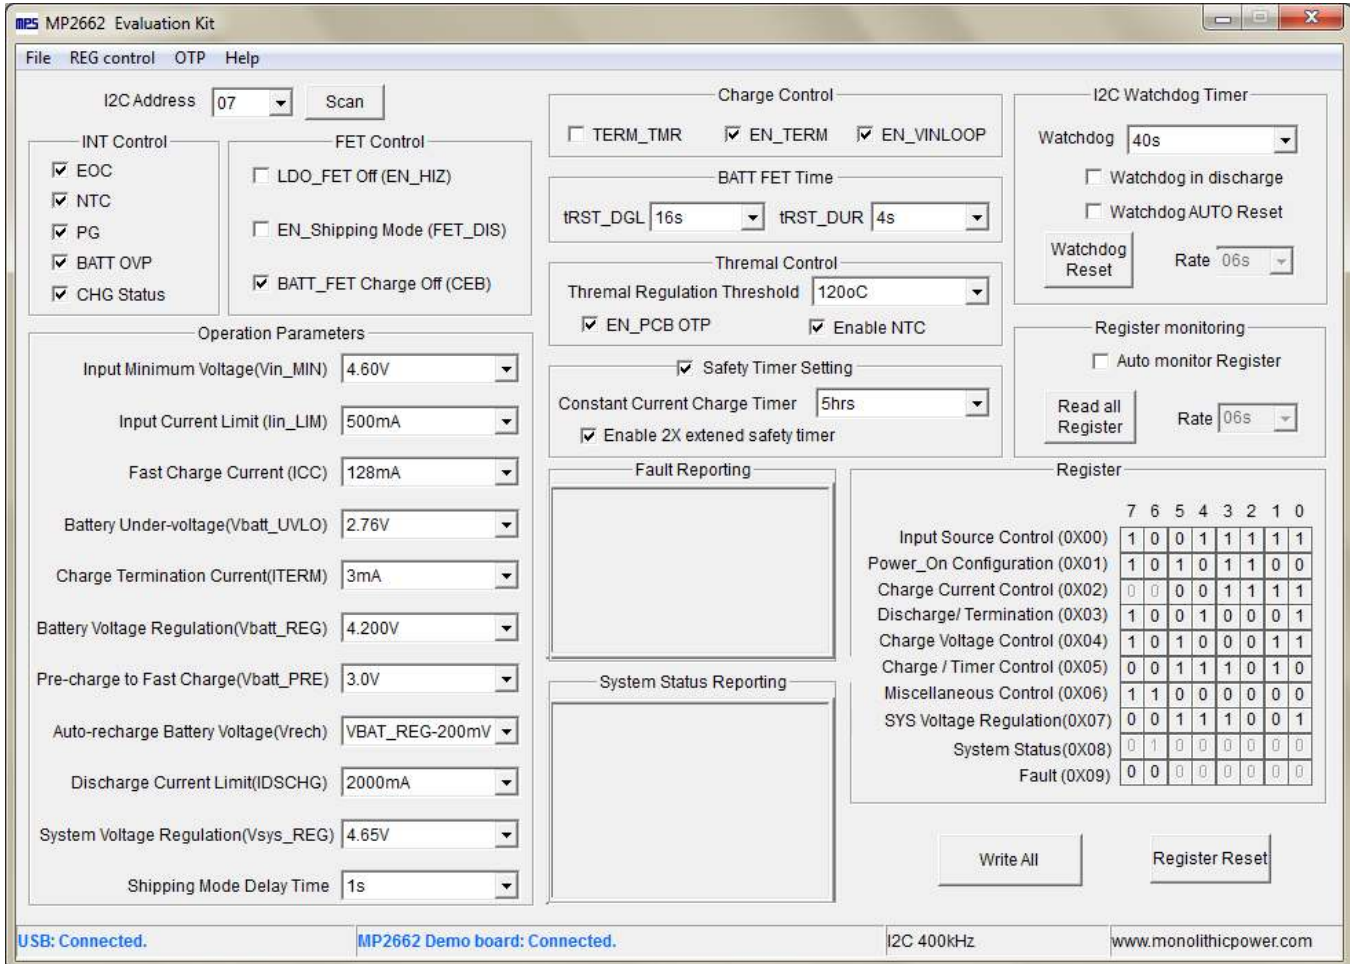 mps MP2662 Evaluation Kit
File REG control OTP Help
I2C Address 07 Scan
INT Control
EOC
NTC
PG
BATT OVP
CHG Status
FET Control
LDO_FET Off (EN_HIZ)
EN_Shipping Mode (FET_DIS)
BATT_FET Charge Off (CEB)
Operation Parameters
Input Minimum Voltage(Vin_MIN) 4.60V
Input Current Limit (Iin_LIM) 500mA
Fast Charge Current (ICC) 128mA
Battery Under-voltage(Vbatt_UVLO) 2.76V
Charge Termination Current(ITERM) 3mA
Battery Voltage Regulation(Vbatt_REG) 4.200V
Pre-charge to Fast Charge(Vbatt_PRE) 3.0V
Auto-recharge Battery Voltage(Vrech) VBAT_REG-200mV
Discharge Current Limit(IDSCHG) 2000mA
System Voltage Regulation(Vsys_REG) 4.65V
Shipping Mode Delay Time 1s
Charge Control
TERM_TMR EN_TERM EN_VINLOOP
BATT FET Time
tRST_DGL 16s tRST_DUR 4s
Thremal Control
Thremal Regulation Threshold 120oC
EN_PCB OTP Enable NTC
Safety Timer Setting
Constant Current Charge Timer 5hrs
Enable 2X extened safety timer
Fault Reporting
System Status Reporting
I2C Watchdog Timer
Watchdog 40s
Watchdog in discharge
Watchdog AUTO Reset
Watchdog
Reset
Rate 06s
Register monitoring
Auto monitor Register
Read all
Register
Rate 06s
Register
7 6 5 4 3 2 1 0
Input Source Control (0X00) 1 0 0 1 1 1 1 1
Power_On Configuration (0X01) 1 0 1 0 1 1 0 0
Charge Current Control (0X02) 0 0 0 0 1 1 1 1
Discharge/ Termination (0X03) 1 0 0 1 0 0 0 1
Charge Voltage Control (0X04) 1 0 1 0 0 0 1 1
Charge / Timer Control (0X05) 0 0 1 1 1 0 1 0
Miscellaneous Control (0X06) 1 1 0 0 0 0 0 0
SYS Voltage Regulation(0X07) 0 0 1 1 1 0 0 1
System Status(0X08) 0 1 0 0 0 0 0 0
Fault (0X09) 0 0 0 0 0 0 0 0
Write All Register Reset
USB: Connected. MP2662 Demo board: Connected. I2C 400kHz www.monolithicpower.com